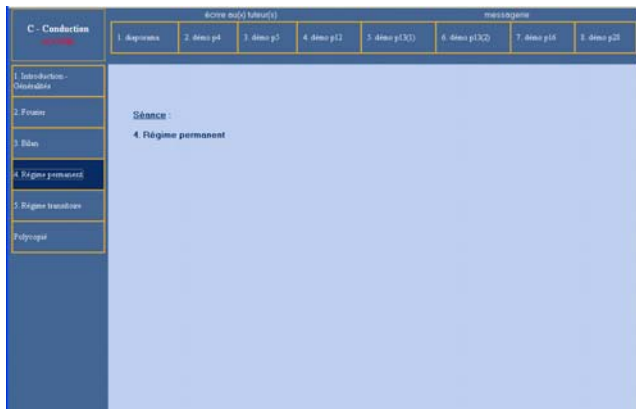 écrire au(x) tuteur(s)
messagerie
C - Conduction
1. diaporama
2. démo p4
3. démo p5
4. démo p12
5. démo p13(1)
6. démo p13(2)
7. démo p16
8. démo p28
1. Introduction -
Généralités
2. Fourier
3. Bilan
4. Régime permanent
5. Régime transitoire
Polycopié
Séance :
4. Régime permanent